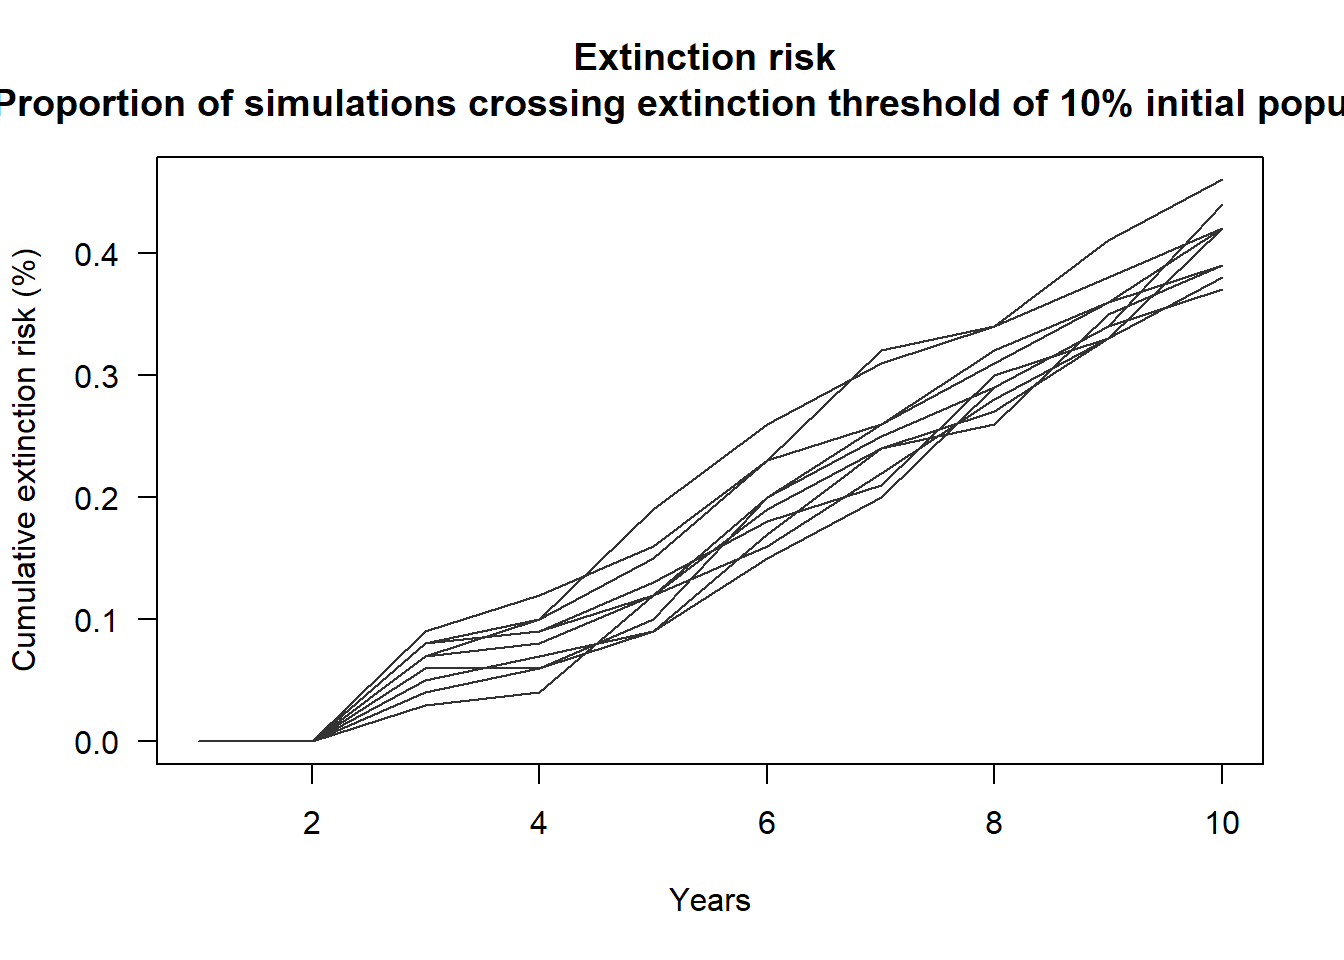 Extinction risk
Proportion of simulations crossing extinction threshold of 10% initial popu
Cumulative extinction risk (%)
0.4
0.3
0.2
0.1
0.0
2 4 6 8 10
Years